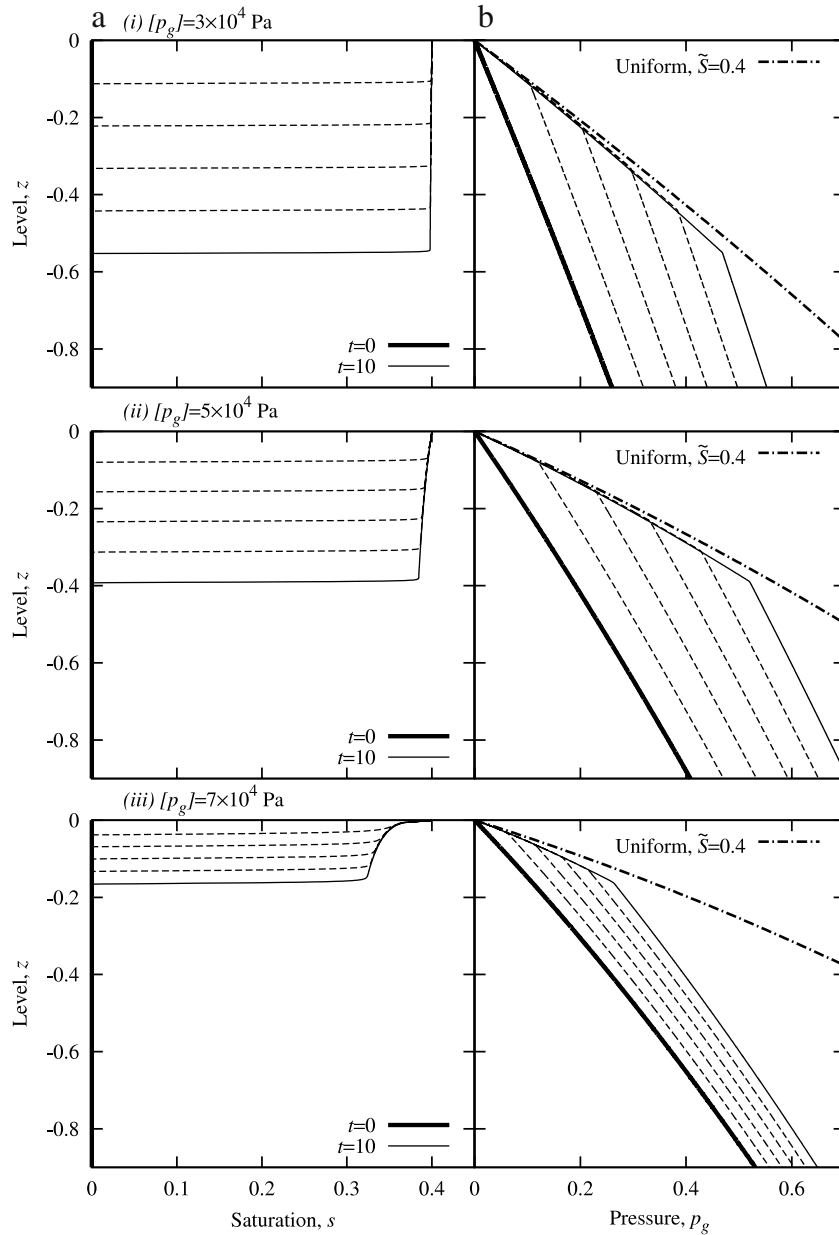 a (i) [p_g]=3×10^4 Pa
b
0
-0.2
-0.4
-0.6
-0.8
Level, z
t=0
t=10
Uniform, S̃=0.4
(ii) [p_g]=5×10^4 Pa
0
-0.2
-0.4
-0.6
-0.8
Level, z
t=0
t=10
Uniform, S̃=0.4
(iii) [p_g]=7×10^4 Pa
0
-0.2
-0.4
-0.6
-0.8
Level, z
t=0
t=10
Uniform, S̃=0.4
0 0.1 0.2 0.3 0.4 0 0.2 0.4 0.6
Saturation, s Pressure, p_g